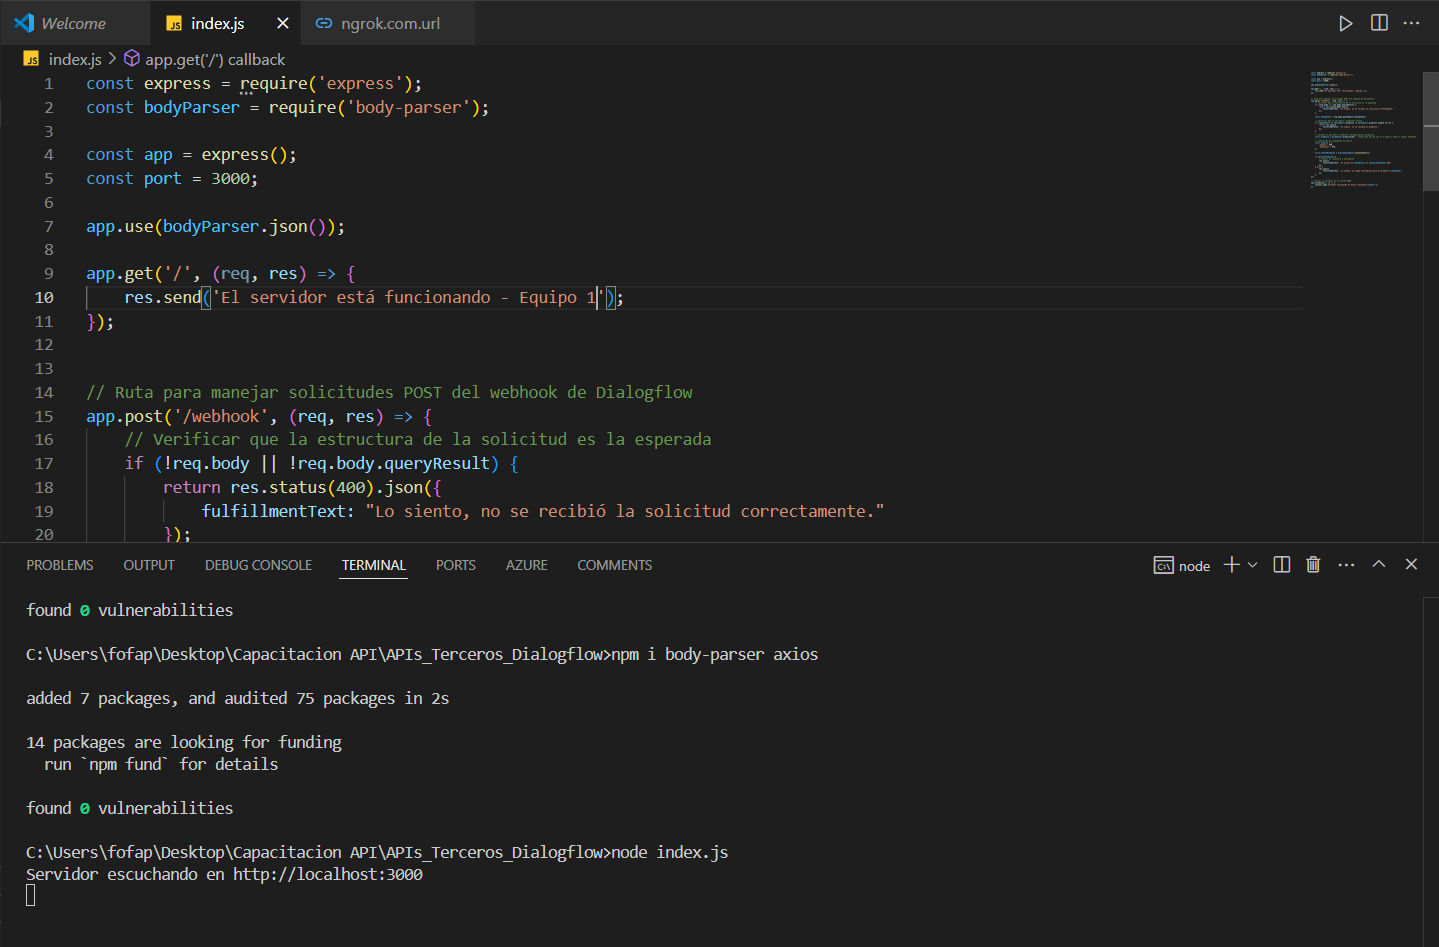 Welcome
JS index.js
ngrok.com.url
JS index.js > app.get('/') callback
1 const express = require('express');
2 const bodyParser = require('body-parser');
3
4 const app = express();
5 const port = 3000;
6
7 app.use(bodyParser.json());
8
9 app.get('/', (req, res) => {
10 res.send('El servidor está funcionando - Equipo 1');
11 });
12
13
14 // Ruta para manejar solicitudes POST del webhook de Dialogflow
15 app.post('/webhook', (req, res) => {
16 // Verificar que la estructura de la solicitud es la esperada
17 if (!req.body || !req.body.queryResult) {
18 return res.status(400).json({
19 fulfillmentText: "Lo siento, no se recibió la solicitud correctamente."
20 });
PROBLEMS OUTPUT DEBUG CONSOLE TERMINAL PORTS AZURE COMMENTS
node
found 0 vulnerabilities
C:\Users\fofap\Desktop\Capacitacion API\APIs_Terceros_Dialogflow>npm i body-parser axios
added 7 packages, and audited 75 packages in 2s
14 packages are looking for funding
run `npm fund` for details
found 0 vulnerabilities
C:\Users\fofap\Desktop\Capacitacion API\APIs_Terceros_Dialogflow>node index.js
Servidor escuchando en http://localhost:3000